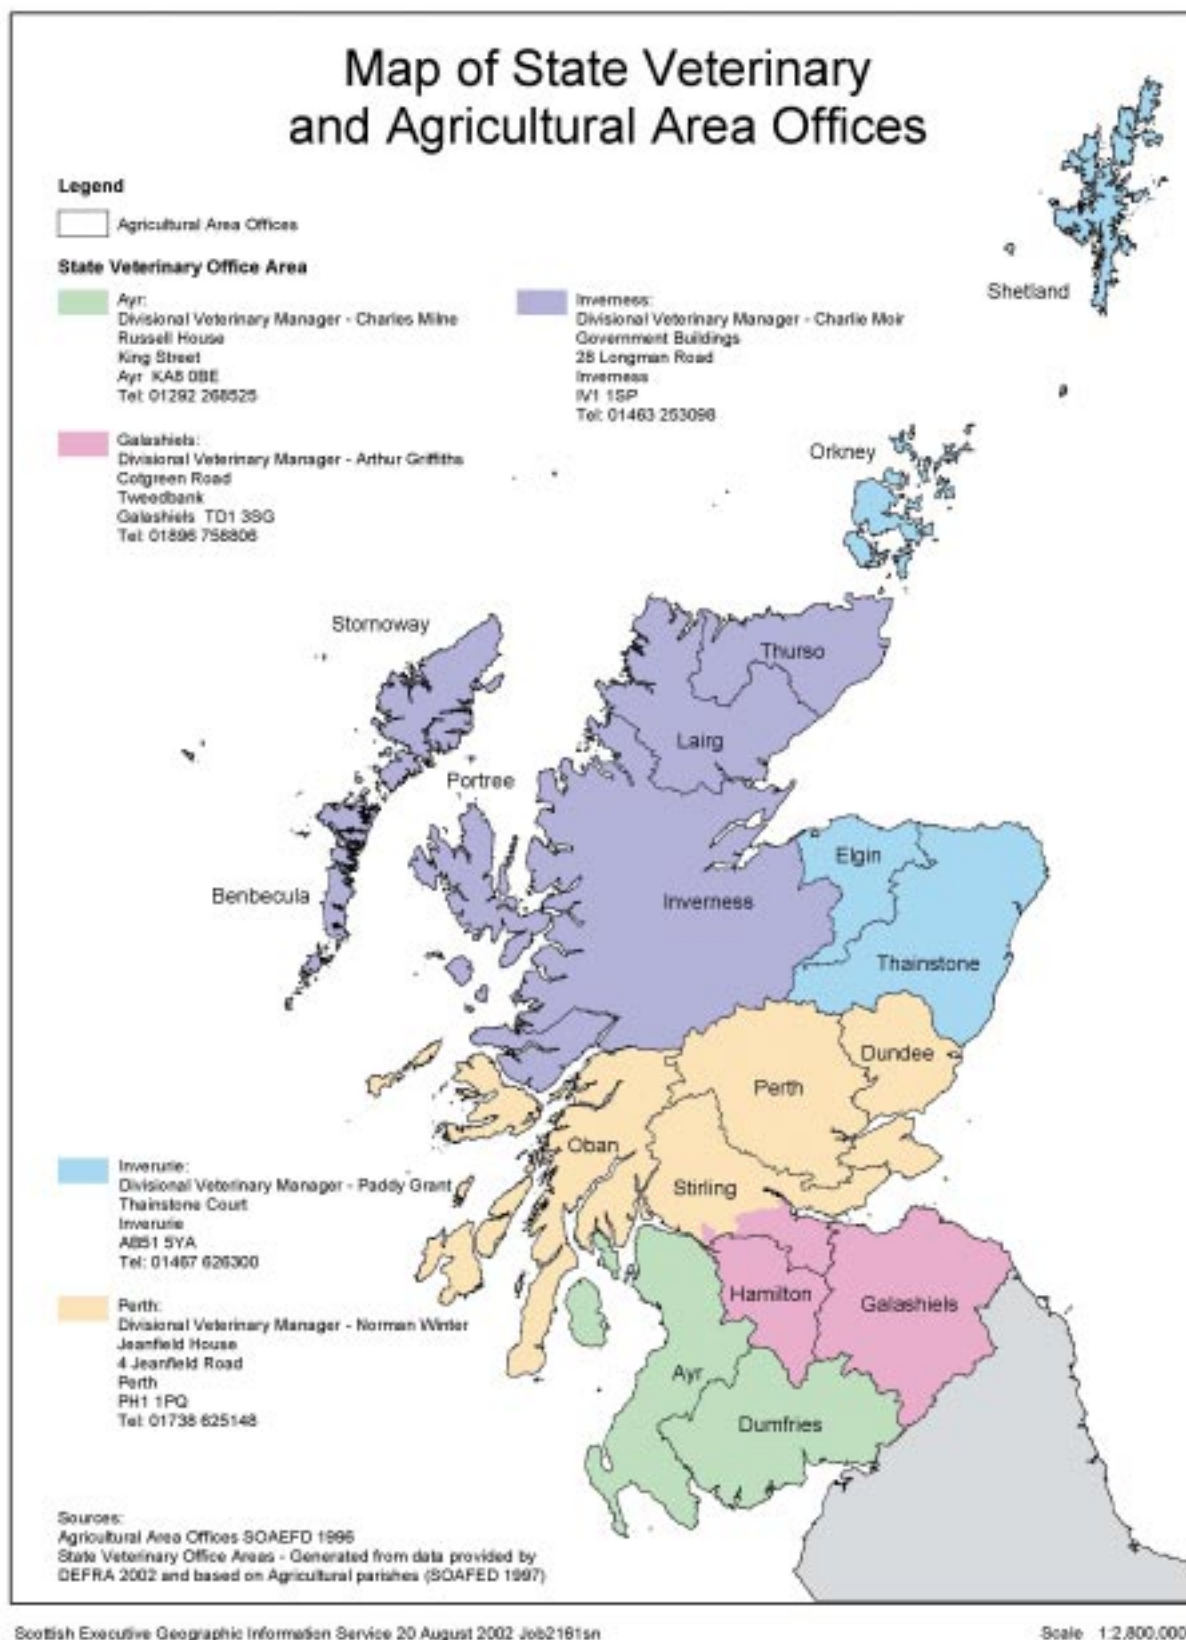 Map of State Veterinary
and Agricultural Area Offices
Legend
Agricultural Area Offices
State Veterinary Office Area
Ayr:
Divisional Veterinary Manager - Charles Milne
Russell House
King Street
Ayr KA8 0BE
Tel: 01292 268525
Galashiels:
Divisional Veterinary Manager - Arthur Griffiths
Cotgreen Road
Tweedbank
Galashiels TD1 3SG
Tel: 01896 758806
Inverness:
Divisional Veterinary Manager - Charlie Moir
Government Buildings
28 Longman Road
Inverness
IV1 1SP
Tel: 01463 253098
Shetland
Orkney
Stornoway
Thurso
Lairg
Portree
Elgin
Benbecula
Inverness
Thainstone
Dundee
Perth
Oban
Stirling
Hamilton
Galashiels
Ayr
Dumfries
Inverurie:
Divisional Veterinary Manager - Paddy Grant
Thainstone Court
Inverurie
AB51 5YA
Tel: 01467 626300
Perth:
Divisional Veterinary Manager - Norman Winter
Jeanfield House
4 Jeanfield Road
Perth
PH1 1PQ
Tel: 01738 625148
Sources:
Agricultural Area Offices SOAEFD 1996
State Veterinary Office Areas - Generated from data provided by
DEFRA 2002 and based on Agricultural parishes (SOAFED 1997)
Scottish Executive Geographic Information Service 20 August 2002 Job2161sn
Scale 1:2,800,000